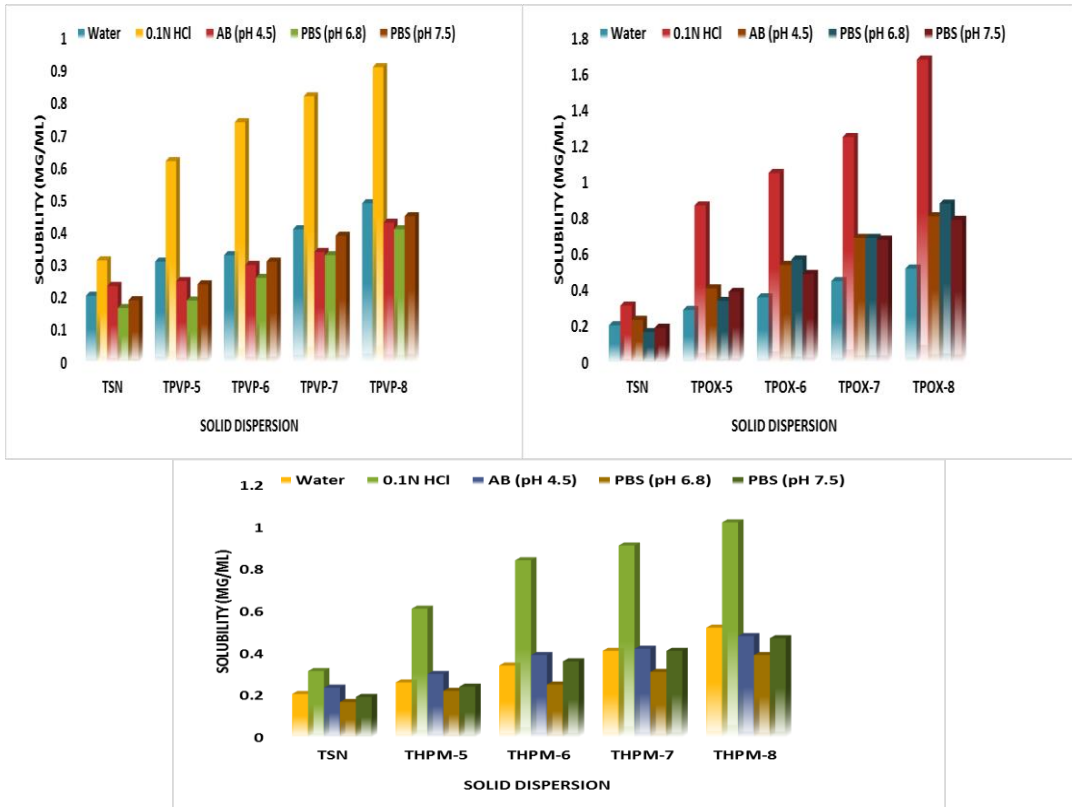 Water 0.1N HCl AB (pH 4.5) PBS (pH 6.8) PBS (pH 7.5)
1
0.9
0.8
0.7
0.6
0.5
0.4
0.3
0.2
0.1
0
SOLUBILITY (MG/ML)
TSN TPVP-5 TPVP-6 TPVP-7 TPVP-8
SOLID DISPERSION
Water 0.1N HCl AB (pH 4.5) PBS (pH 6.8) PBS (pH 7.5)
1.8
1.6
1.4
1.2
1
0.8
0.6
0.4
0.2
0
SOLUBILITY (MG/ML)
TSN TPOX-5 TPOX-6 TPOX-7 TPOX-8
SOLID DISPERSION
Water 0.1N HCl AB (pH 4.5) PBS (pH 6.8) PBS (pH 7.5)
1.2
1
0.8
0.6
0.4
0.2
0
SOLUBILITY (MG/ML)
TSN THPM-5 THPM-6 THPM-7 THPM-8
SOLID DISPERSION